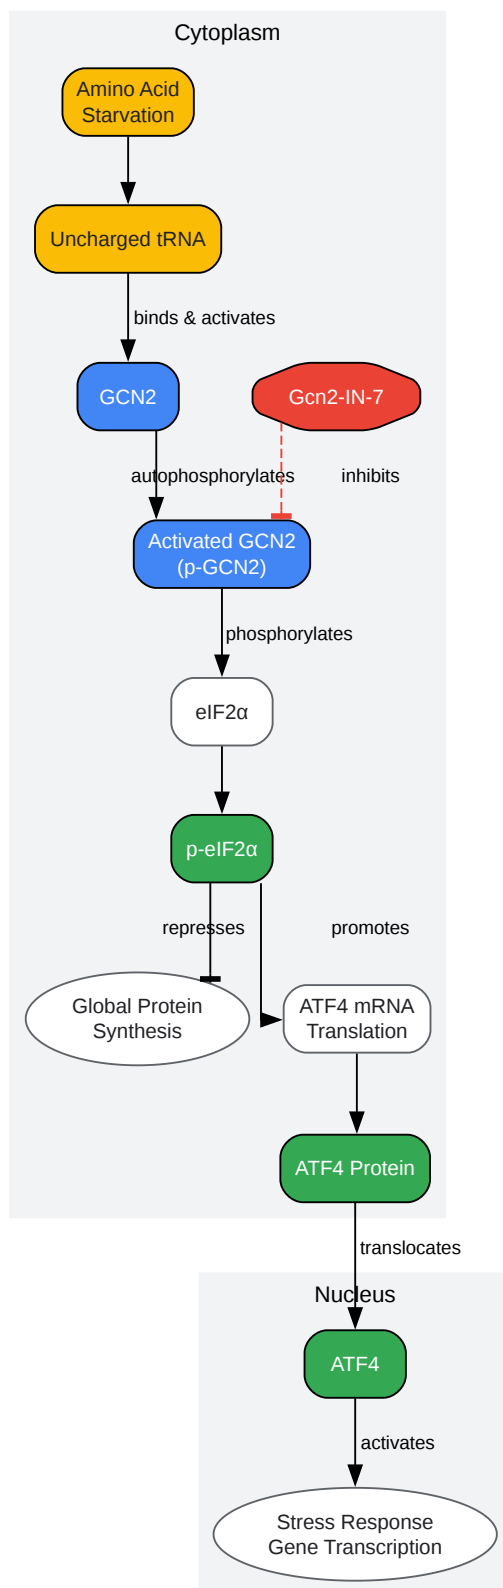 Cytoplasm
Amino Acid
Starvation
Uncharged tRNA
binds & activates
GCN2
Gcn2-IN-7
autophosphorylates
inhibits
Activated GCN2
(p-GCN2)
phosphorylates
eIF2α
p-eIF2α
represses
promotes
Global Protein
Synthesis
ATF4 mRNA
Translation
ATF4 Protein
translocates
Nucleus
ATF4
activates
Stress Response
Gene Transcription